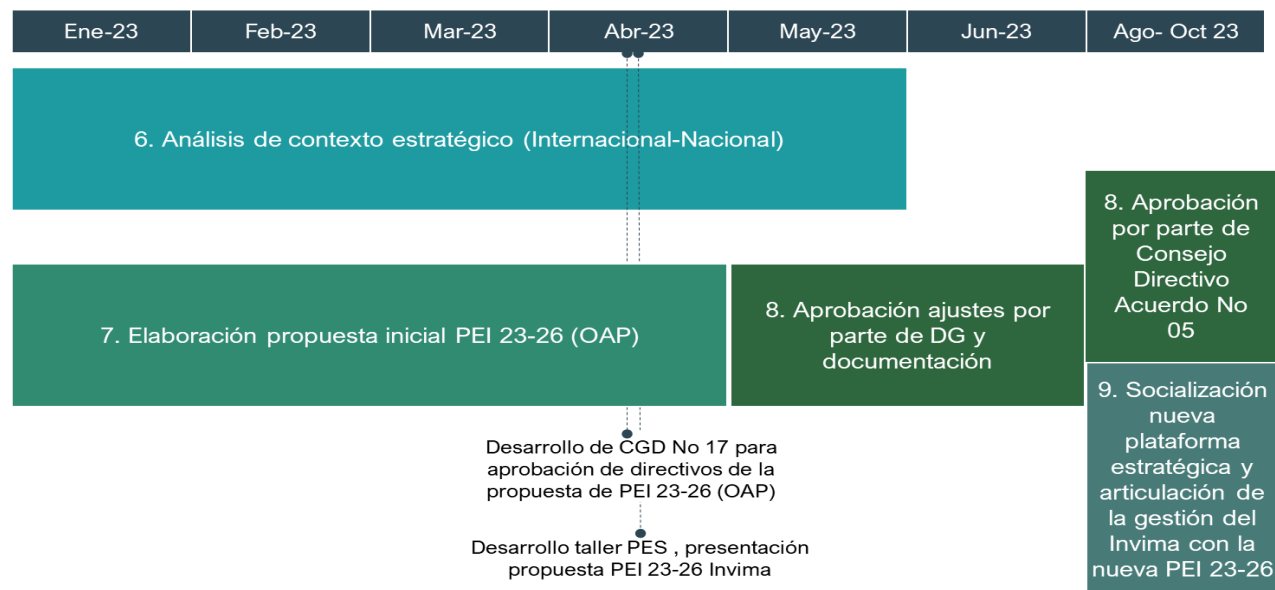 Ene-23
Feb-23
Mar-23
Abr-23
May-23
Jun-23
Ago- Oct 23
6. Análisis de contexto estratégico (Internacional-Nacional)
7. Elaboración propuesta inicial PEI 23-26 (OAP)
8. Aprobación ajustes por
parte de DG y
documentación
8. Aprobación
por parte de
Consejo
Directivo
Acuerdo No
05
9. Socialización
nueva
plataforma
estratégica y
articulación de
la gestión del
Invima con la
nueva PEI 23-26
Desarrollo de CGD No 17 para
aprobación de directivos de la
propuesta de PEI 23-26 (OAP)
Desarrollo taller PES , presentación
propuesta PEI 23-26 Invima